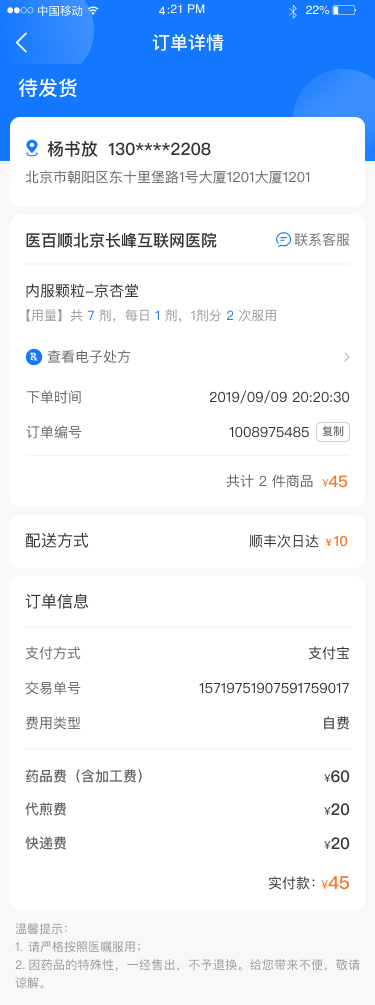 中国移动 4:21 PM 22%
订单详情
待发货
杨书放 130****2208
北京市朝阳区东十里堡路1号大厦1201大厦1201
医百顺北京长峰互联网医院 联系客服
内服颗粒–京杏堂
【用量】共 7 剂，每日 1 剂，1剂分 2 次服用
R 查看电子处方
下单时间 2019/09/09 20:20:30
订单编号 1008975485 复制
共计 2 件商品 ¥45
配送方式 顺丰次日达 ¥10
订单信息
支付方式 支付宝
交易单号 15719751907591759017
费用类型 自费
药品费（含加工费） ¥60
代煎费 ¥20
快递费 ¥20
实付款：¥45
温馨提示：
1. 请严格按照医嘱服用；
2. 因药品的特殊性，一经售出，不予退换。给您带来不便，敬请
谅解。